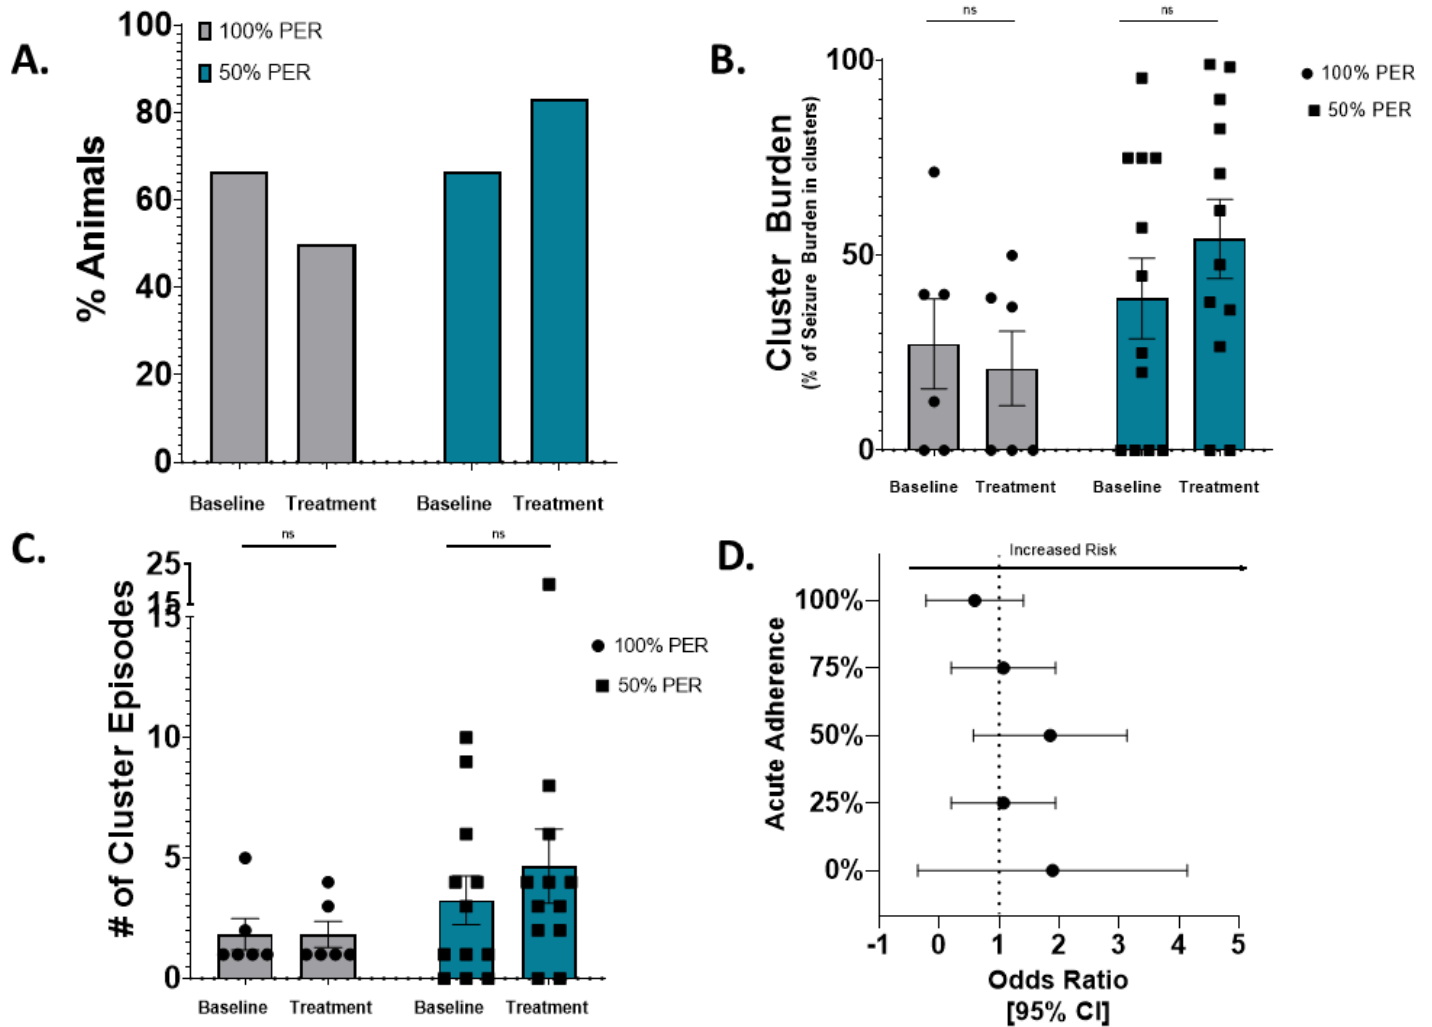 A.
100% PER
50% PER
% Animals
100
80
60
40
20
0
Baseline
Treatment
Baseline
Treatment
B.
ns
ns
100% PER
50% PER
Cluster Burden
(% of Seizure Burden in clusters)
100
50
0
Baseline
Treatment
Baseline
Treatment
C.
ns
ns
100% PER
50% PER
# of Cluster Episodes
25
15
15
10
5
0
Baseline
Treatment
Baseline
Treatment
D.
Increased Risk
Acute Adherence
100%
75%
50%
25%
0%
-1
0
1
2
3
4
5
Odds Ratio
[95% CI]